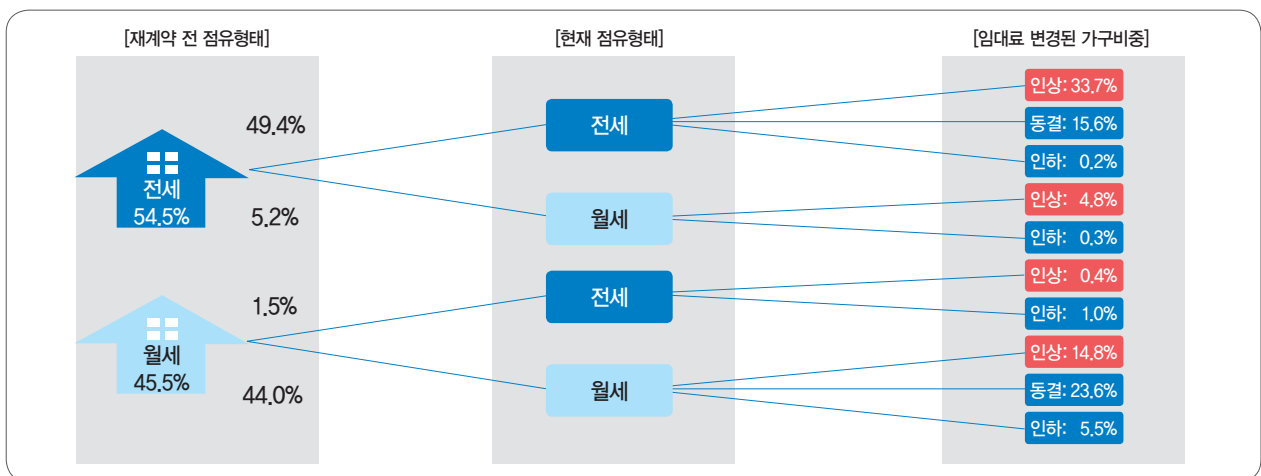 [재계약 전 점유형태]
[현재 점유형태]
[임대료 변경된 가구비중]
전세
54.5%
49.4%
5.2%
월세
45.5%
1.5%
44.0%
전세
월세
전세
월세
인상: 33.7%
동결: 15.6%
인하: 0.2%
인상: 4.8%
인하: 0.3%
인상: 0.4%
인하: 1.0%
인상: 14.8%
동결: 23.6%
인하: 5.5%